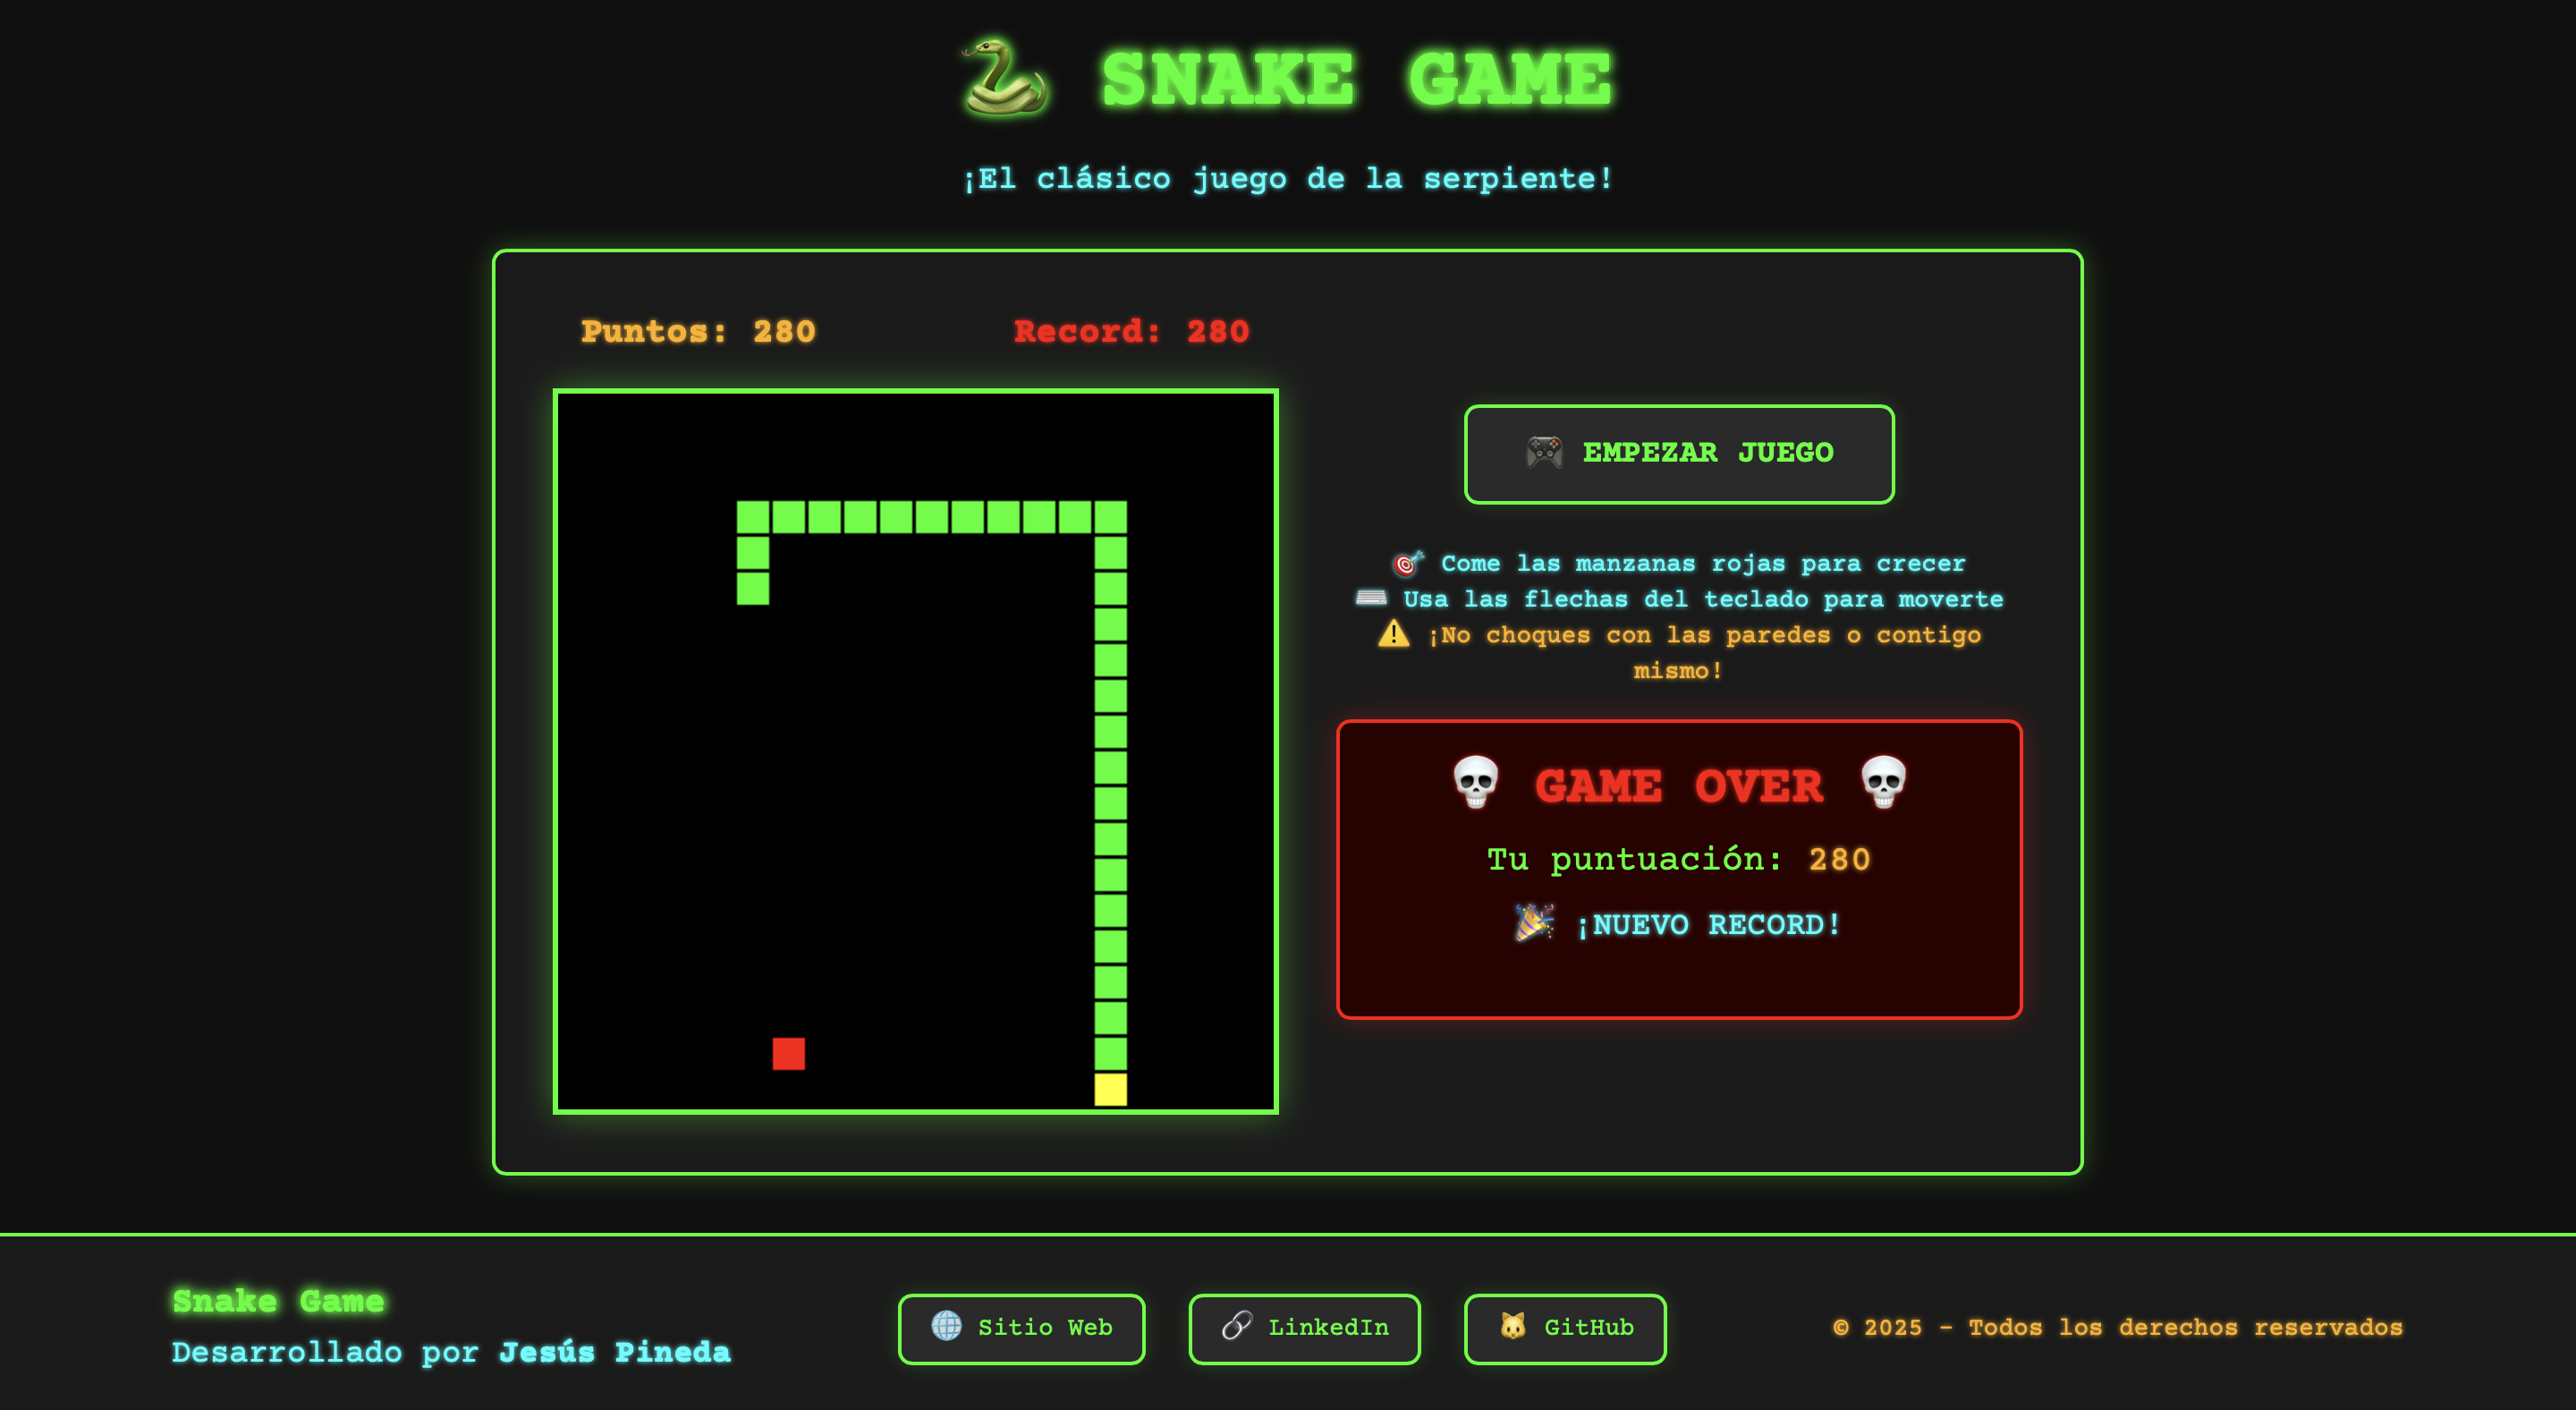 SNAKE GAME
¡El clásico juego de la serpiente!
Puntos: 280
Record: 280
EMPEZAR JUEGO
Come las manzanas rojas para crecer
Usa las flechas del teclado para moverte
¡No choques con las paredes o contigo
mismo!
GAME OVER
Tu puntuación: 280
¡NUEVO RECORD!
Snake Game
Desarrollado por Jesús Pineda
Sitio Web
LinkedIn
GitHub
© 2025 - Todos los derechos reservados